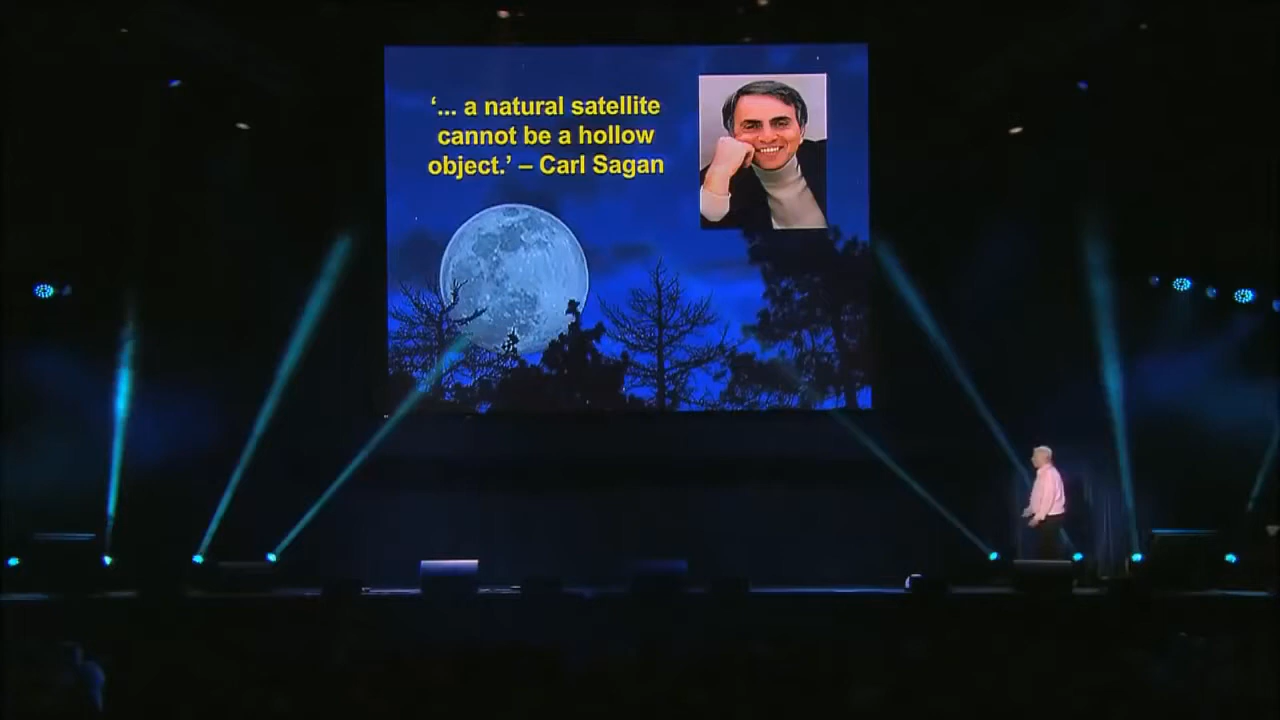 ‘... a natural satellite
cannot be a hollow
object.’ – Carl Sagan